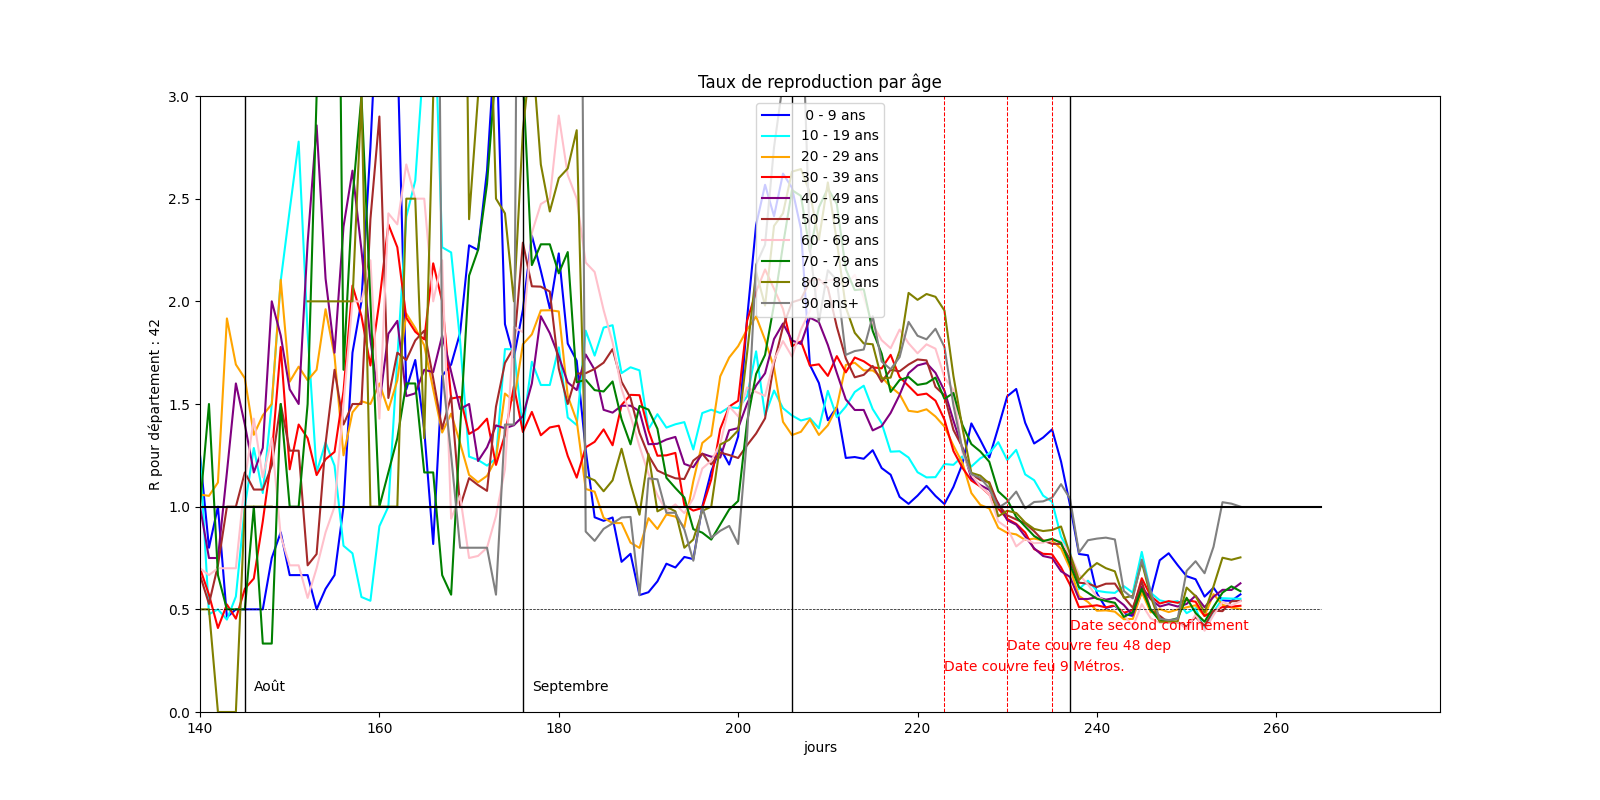 Taux de reproduction par âge
R pour département : 42
3.0
2.5
2.0
1.5
1.0
0.5
0.0
0 - 9 ans
10 - 19 ans
20 - 29 ans
30 - 39 ans
40 - 49 ans
50 - 59 ans
60 - 69 ans
70 - 79 ans
80 - 89 ans
90 ans+
Date second confinement
Date couvre feu 48 dep
Date couvre feu 9 Métros.
Août
Septembre
140
160
180
200
220
240
260
jours